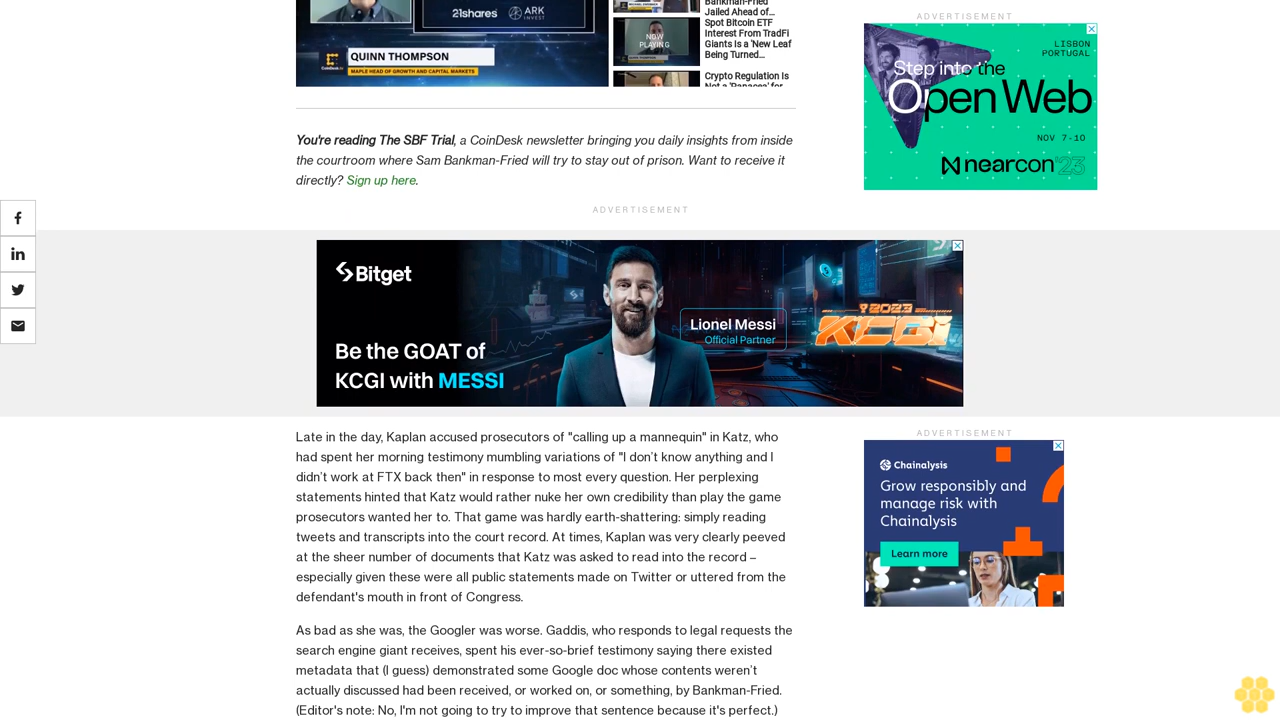 21shares
ARK INVEST
QUINN THOMPSON
MAPLE HEAD OF GROWTH AND CAPITAL MARKETS
Bankman-Fried
Jailed Ahead of...
NOW PLAYING
Spot Bitcoin ETF
Interest From TradFi
Giants Is a 'New Leaf
Being Turned...
Crypto Regulation Is
Not a 'Panacea' for
ADVERTISEMENT
LISBON
PORTUGAL
Step into the
Open Web
NOV 7-10
nearcon'23
You're reading The SBF Trial, a CoinDesk newsletter bringing you daily insights from inside
the courtroom where Sam Bankman-Fried will try to stay out of prison. Want to receive it
directly? Sign up here.
ADVERTISEMENT
Bitget
Be the GOAT of
KCGI with MESSI
Lionel Messi
Official Partner
2023
KCGI
Late in the day, Kaplan accused prosecutors of "calling up a mannequin" in Katz, who
had spent her morning testimony mumbling variations of "I don’t know anything and I
didn’t work at FTX back then" in response to most every question. Her perplexing
statements hinted that Katz would rather nuke her own credibility than play the game
prosecutors wanted her to. That game was hardly earth-shattering: simply reading
tweets and transcripts into the court record. At times, Kaplan was very clearly peeved
at the sheer number of documents that Katz was asked to read into the record –
especially given these were all public statements made on Twitter or uttered from the
defendant's mouth in front of Congress.
As bad as she was, the Googler was worse. Gaddis, who responds to legal requests the
search engine giant receives, spent his ever-so-brief testimony saying there existed
metadata that (I guess) demonstrated some Google doc whose contents weren’t
actually discussed had been received, or worked on, or something, by Bankman-Fried.
(Editor's note: No, I'm not going to try to improve that sentence because it's perfect.)
ADVERTISEMENT
Chainalysis
Grow responsibly and
manage risk with
Chainalysis
Learn more